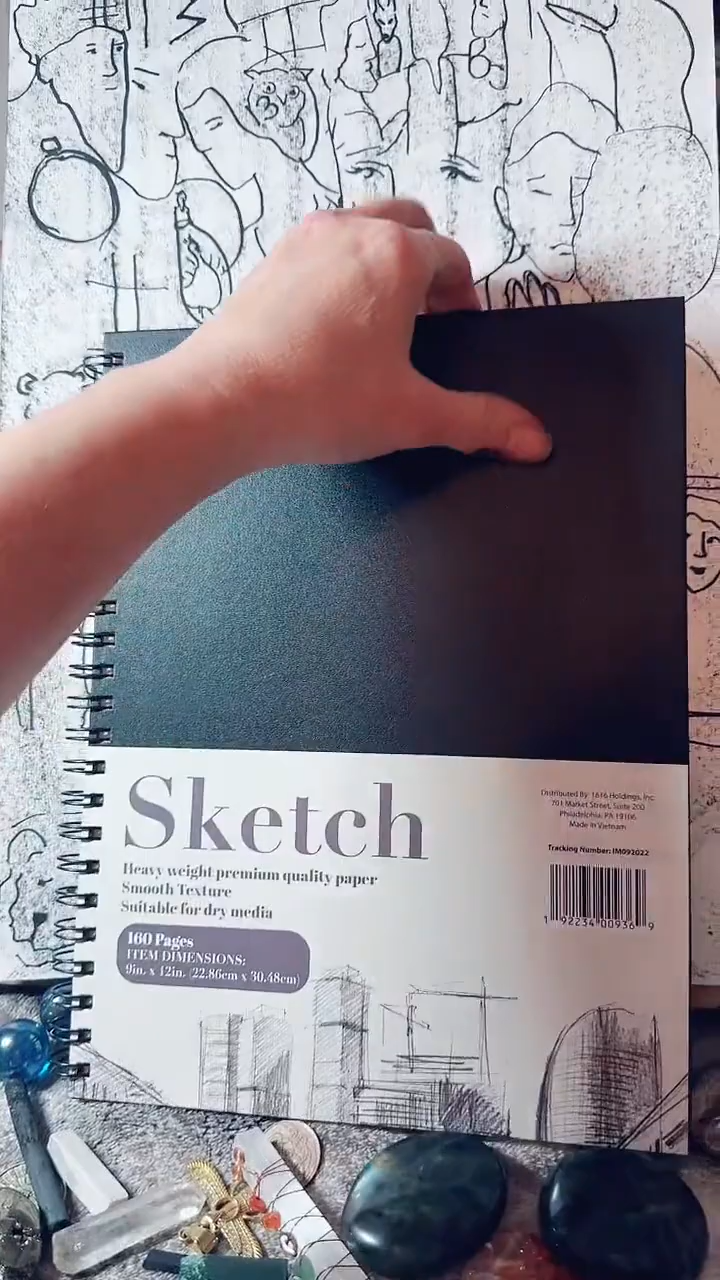 Sketch
Heavy weight premium quality paper
Smooth Texture
Suitable for dry media
160 Pages
ITEM DIMENSIONS:
9in. x 12in. (22.86cm x 30.48cm)
Distributed By: 1616 Holdings, Inc
701 Market Street, Suite 200
Philadelphia, PA 19106
Made in Vietnam
Tracking Number: IM092022
1 92234 00936 9